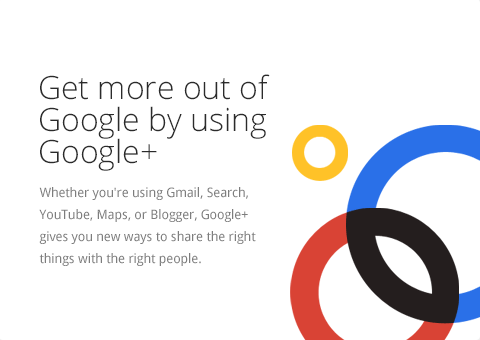 Get more out of
Google by using
Google+
Whether you're using Gmail, Search,
YouTube, Maps, or Blogger, Google+
gives you new ways to share the right
things with the right people.